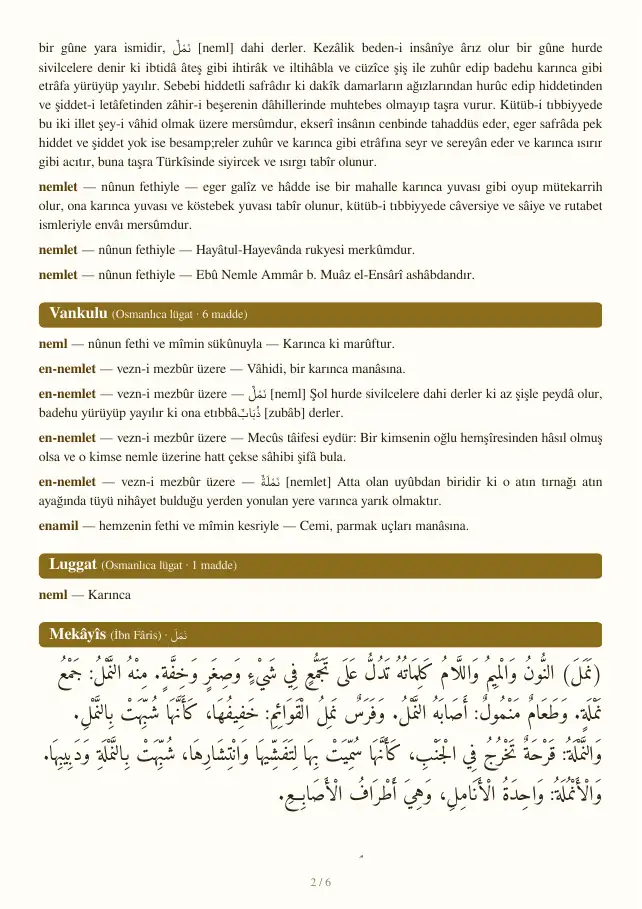 bir gûne yara ismidir, نَمْلٌ [neml] dahi derler. Kezâlik beden-i insânîye ârız olur bir gûne hurde
sivilcelere denir ki ibtidâ âteş gibi ihtirâk ve iltihâbla ve cüzîce şiş ile zuhûr edip badehu karınca gibi
etrâfa yürüyüp yayılır. Sebebi hiddetli safrâdır ki dakîk damarların ağızlarından hurûc edip hiddetinden
ve şiddet-i letâfetinden zâhir-i beşerenin dâhillerinde muhtebes olmayıp taşra vurur. Kütüb-i tıbbiyyede
bu iki illet şey-i vâhid olmak üzere mersûmdur, ekserî insânın cenbinde tahaddüs eder, eger safrâda pek
hiddet ve şiddet yok ise besamp;reler zuhûr ve karınca gibi etrafına seyr ve sereyân eder ve karınca ısırır
gibi acıtır, buna taşra Türkîsinde siyircek ve ısırgı tabîr olunur.
nemlet — nûnun fethiyle — eger galîz ve hâdde ise bir mahalle karınca yuvası gibi oyup mütekarrih
olur, ona karınca yuvası ve köstebek yuvası tabîr olunur, kütüb-i tıbbiyyede câversiye ve sâiye ve rutabet
ismleriyle envâı mersûmdur.
nemlet — nûnun fethiyle — Hayâtul-Hayevânda rukyesi merkûmdur.
nemlet — nûnun fethiyle — Ebû Nemle Ammâr b. Muâz el-Ensârî ashâbdandır.
Vankulu (Osmanlıca lügat · 6 madde)
neml — nûnun fethi ve mîmin sükûnuyla — Karınca ki marûftur.
en-nemlet — vezn-i mezbûr üzere — Vâhidi, bir karınca manâsına.
en-nemlet — vezn-i mezbûr üzere — نَمْلٌ [neml] Şol hurde sivilcelere dahi derler ki az şişle peydâ olur,
badehu yürüyüp yayılır ki ona etıbbâ ذُبَابٌ [zubâb] derler.
en-nemlet — vezn-i mezbûr üzere — Mecûs tâifesi eydür: Bir kimsenin oğlu hemşîresinden hâsıl olmuş
olsa ve o kimse nemle üzerine hatt çekse sâhibi şifâ bula.
en-nemlet — vezn-i mezbûr üzere — نَمْلَةٌ [nemlet] Atta olan uyûbdan biridir ki o atın tırnağı atın
ayağında tüyü nihâyet bulduğu yerden yonulan yere varınca yarık olmaktır.
enamil — hemzenin fethi ve mîmin kesriyle — Cemi, parmak uçları manâsına.
Luggat (Osmanlıca lügat · 1 madde)
neml — Karınca
Mekâyîs (İbn Fâris) · نَمَلَ
(نَمَلَ) النُّونُ وَالْمِيمُ وَاللَّامُ كَلِمَاتُهُ تَدُلُّ عَلَى تَجَمُّعٍ فِي شَيْءٍ وَصِغَرٍ وَخِفَّةٍ. مِنْهُ النَّمْلُ: جَمْعُ
نَمْلَةٍ. وَطَعَامٌ مَنْمُولٌ: أَصَابَهُ النَّمْلُ. وَفَرَسٌ نَمِلُ الْقَوَائِمِ: خَفِيفُهَا، كَأَنَّهَا شُبِّهَتْ بِالنَّمْلِ.
وَالنَّمْلَةُ: قَرْحَةٌ تَخْرُجُ فِي الْجَنْبِ، كَأَنَّهَا سُمِّيَتْ بِهَا لِتَفَشِّيهَا وَانْتِشَارِهَا، شُبِّهَتْ بِالنَّمْلَةِ وَدَبِيبِهَا.
وَالْأَنْمُلَةُ: وَاحِدَةُ الْأَنَامِلِ، وَهِيَ أَطْرَافُ الْأَصَابِعِ.
2 / 6